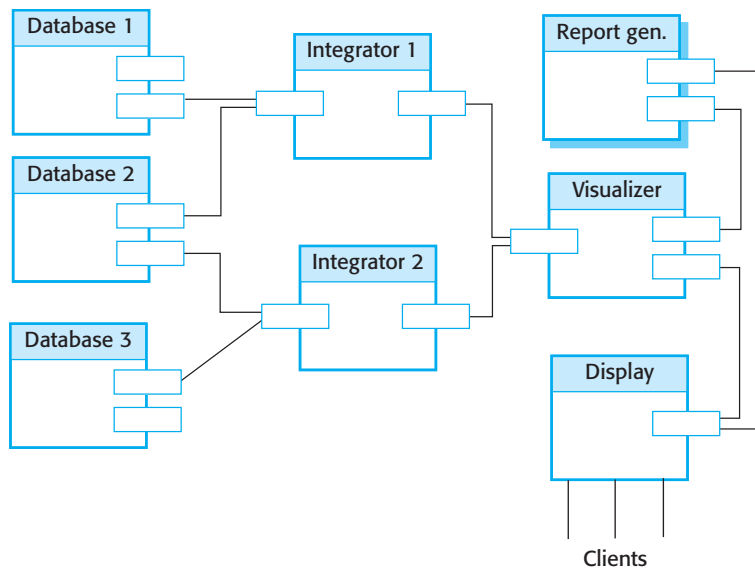 Database 1
Integrator 1
Report gen.
Database 2
Visualizer
Integrator 2
Database 3
Display
Clients